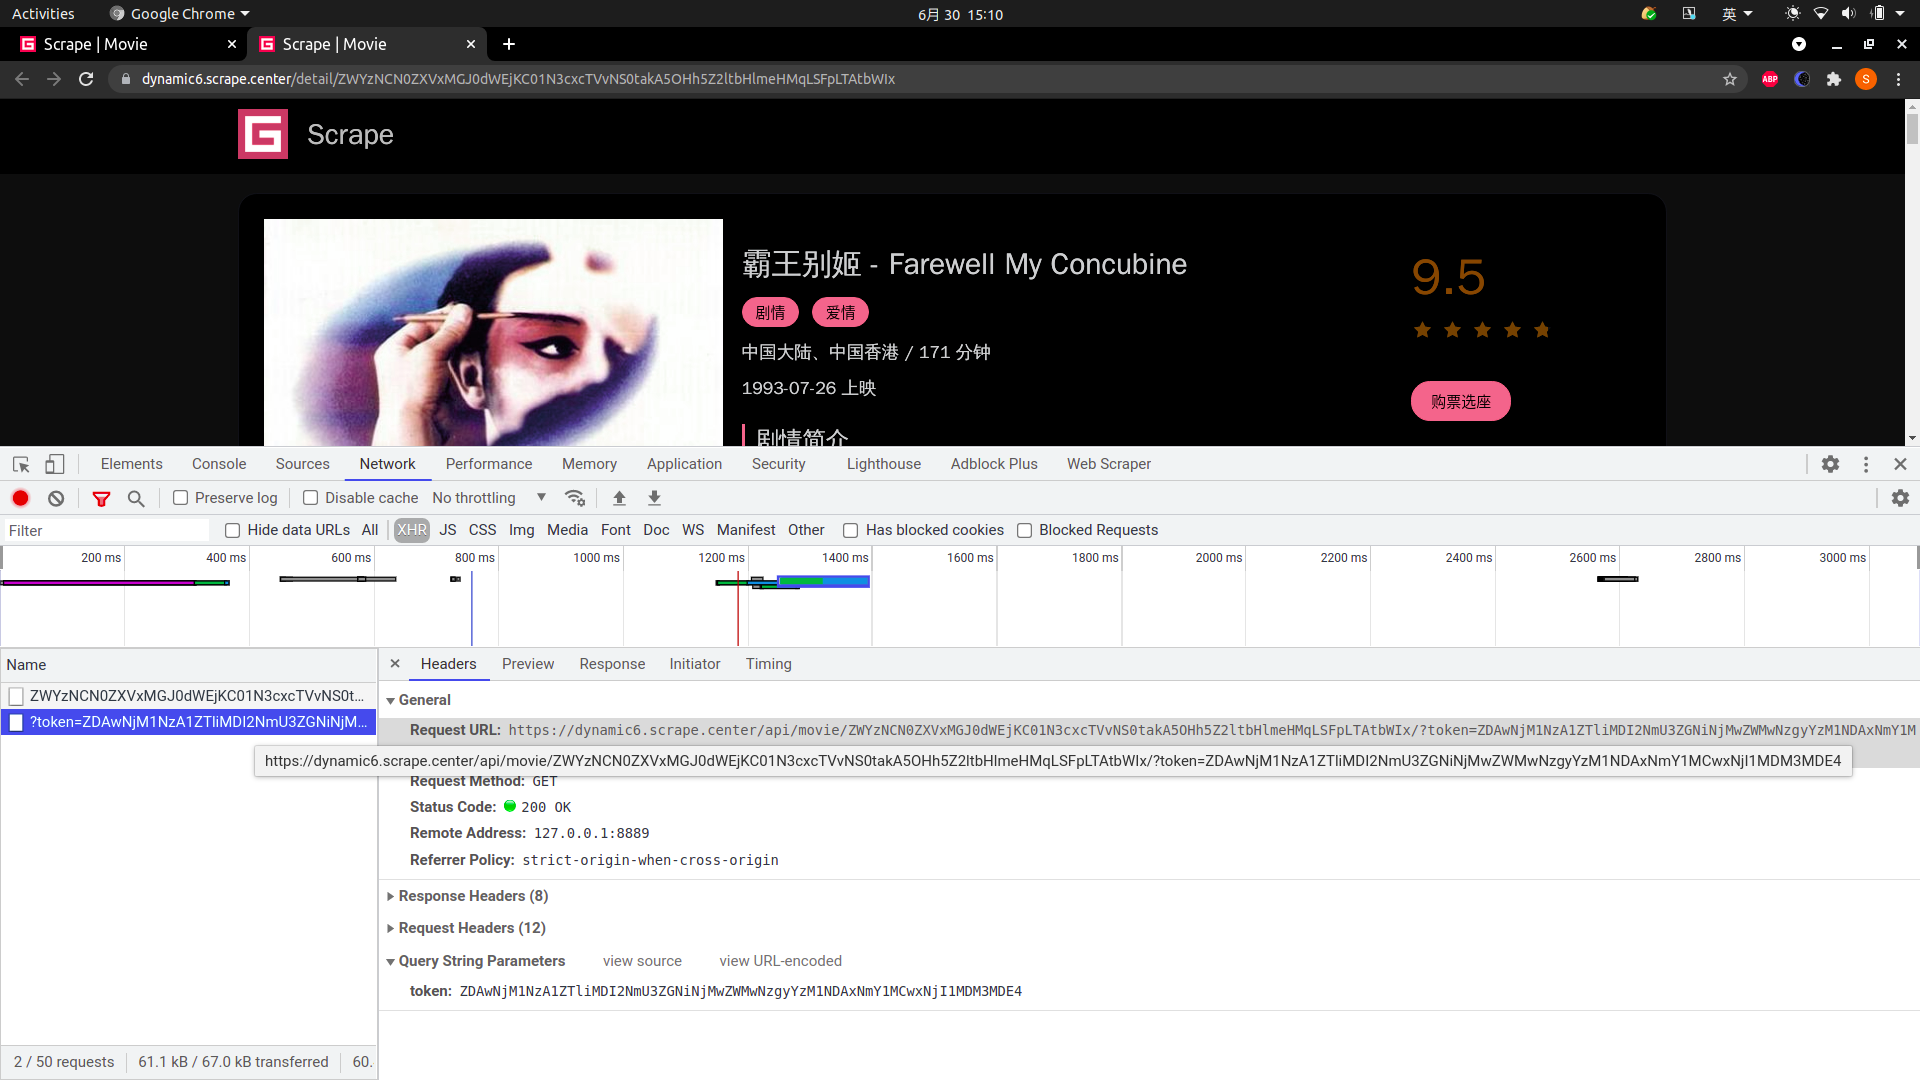 Activities Google Chrome 6月 30 15:10 英
Scrape | Movie Scrape | Movie
dynamic6.scrape.center/detail/ZWYzNCN0ZXVxMGJ0dWEjKC01N3cxcTVvNS0takA5OHh5Z2ltbHlmeHMqLSFpLTAtbWIx ABP S
G Scrape
霸王别姬 - Farewell My Concubine
9.5
剧情 爱情
中国大陆、中国香港 / 171 分钟
1993-07-26 上映
购票选座
剧情简介
Elements Console Sources Network Performance Memory Application Security Lighthouse Adblock Plus Web Scraper
Preserve log Disable cache No throttling
Filter Hide data URLs All XHR JS CSS Img Media Font Doc WS Manifest Other Has blocked cookies Blocked Requests
200 ms 400 ms 600 ms 800 ms 1000 ms 1200 ms 1400 ms 1600 ms 1800 ms 2000 ms 2200 ms 2400 ms 2600 ms 2800 ms 3000 ms
Name
ZWYzNCN0ZXVxMGJ0dWEjKC01N3cxcTVvNS0t...
?token=ZDAwNjM1NzA1ZTliMDI2NmU3ZGNiNjM...
Headers Preview Response Initiator Timing
General
Request URL: https://dynamic6.scrape.center/api/movie/ZWYzNCN0ZXVxMGJ0dWEjKC01N3cxcTVvNS0takA5OHh5Z2ltbHlmeHMqLSFpLTAtbWIx/?token=ZDAwNjM1NzA1ZTliMDI2NmU3ZGNiNjMwZWMwNzgyYzM1NDAxNmY1M
https://dynamic6.scrape.center/api/movie/ZWYzNCN0ZXVxMGJ0dWEjKC01N3cxcTVvNS0takA5OHh5Z2ltbHlmeHMqLSFpLTAtbWIx/?token=ZDAwNjM1NzA1ZTliMDI2NmU3ZGNiNjMwZWMwNzgyYzM1NDAxNmY1MCwxNjI1MDM3MDE4
Request Method: GET
Status Code: 200 OK
Remote Address: 127.0.0.1:8889
Referrer Policy: strict-origin-when-cross-origin
Response Headers (8)
Request Headers (12)
Query String Parameters view source view URL-encoded
token: ZDAwNjM1NzA1ZTliMDI2NmU3ZGNiNjMwZWMwNzgyYzM1NDAxNmY1MCwxNjI1MDM3MDE4
2 / 50 requests 61.1 kB / 67.0 kB transferred 60.